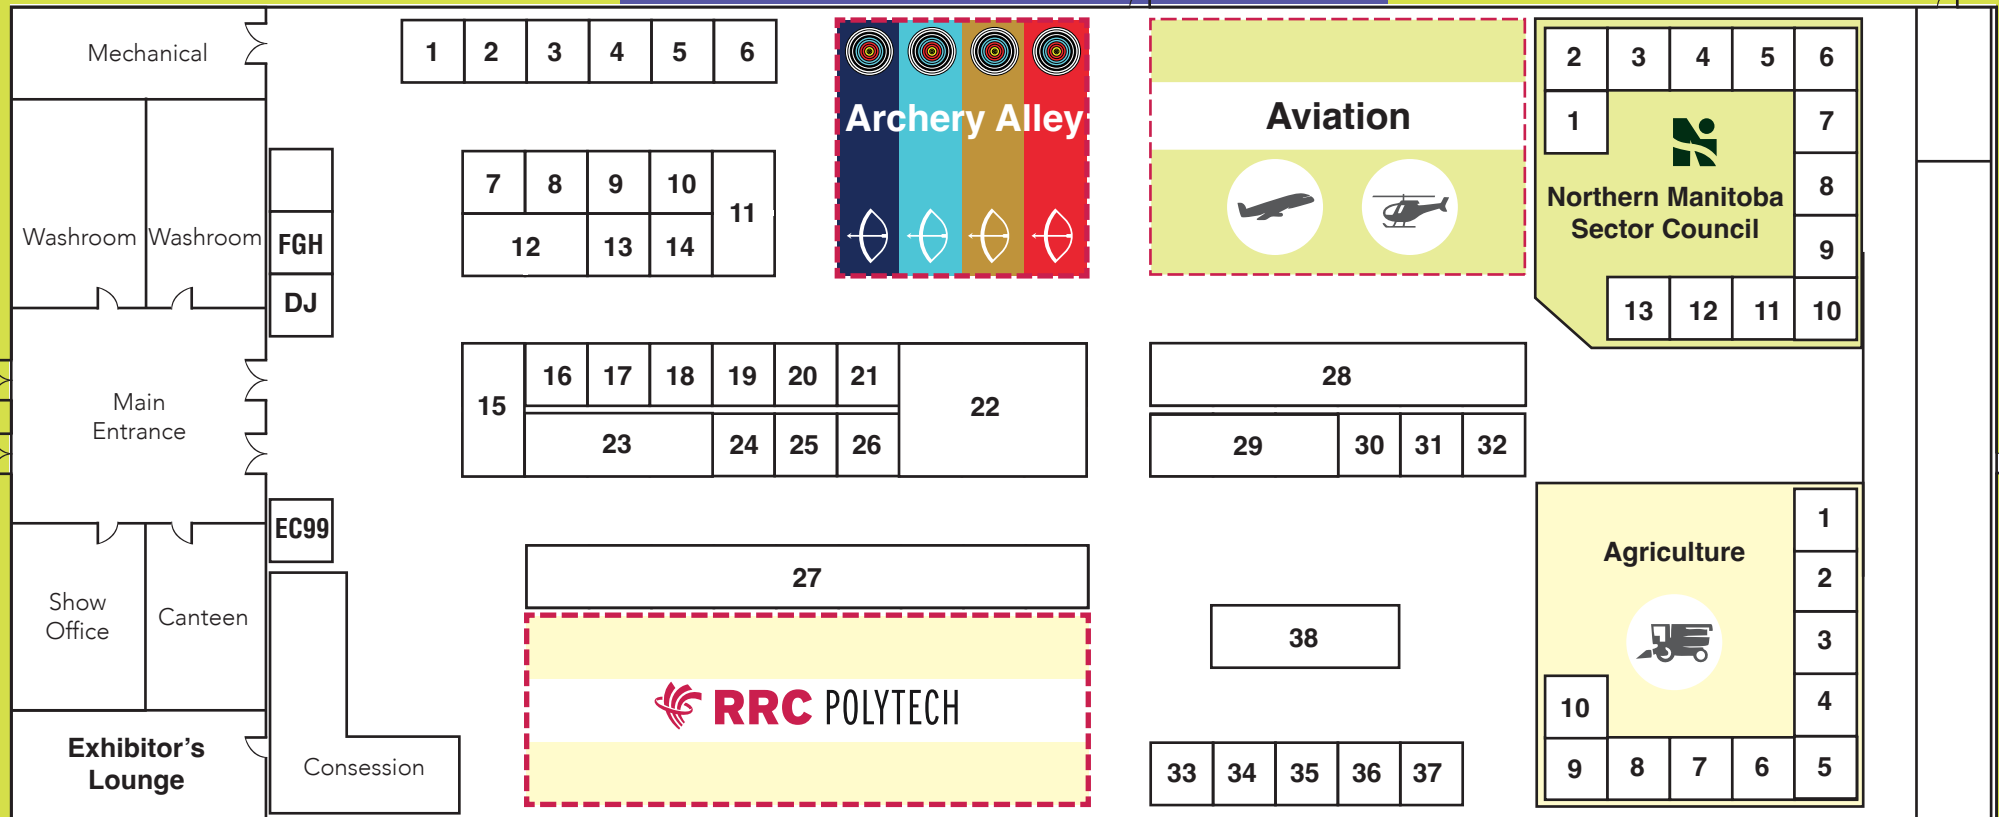 Mechanical
Washroom
Washroom
FGH
DJ
Main
Entrance
EC99
Show
Office
Canteen
Exhibitor's
Lounge
Consession
1 2 3 4 5 6
7 8 9 10 11
12 13 14
Archery Alley
Aviation
2 3 4 5 6
1 7
8
9
Northern Manitoba
Sector Council
13 12 11 10
15 16 17 18 19 20 21 22
23 24 25 26
28
29 30 31 32
27
RRC POLYTECH
38
33 34 35 36 37
Agriculture
1
2
3
10 4
9 8 7 6 5